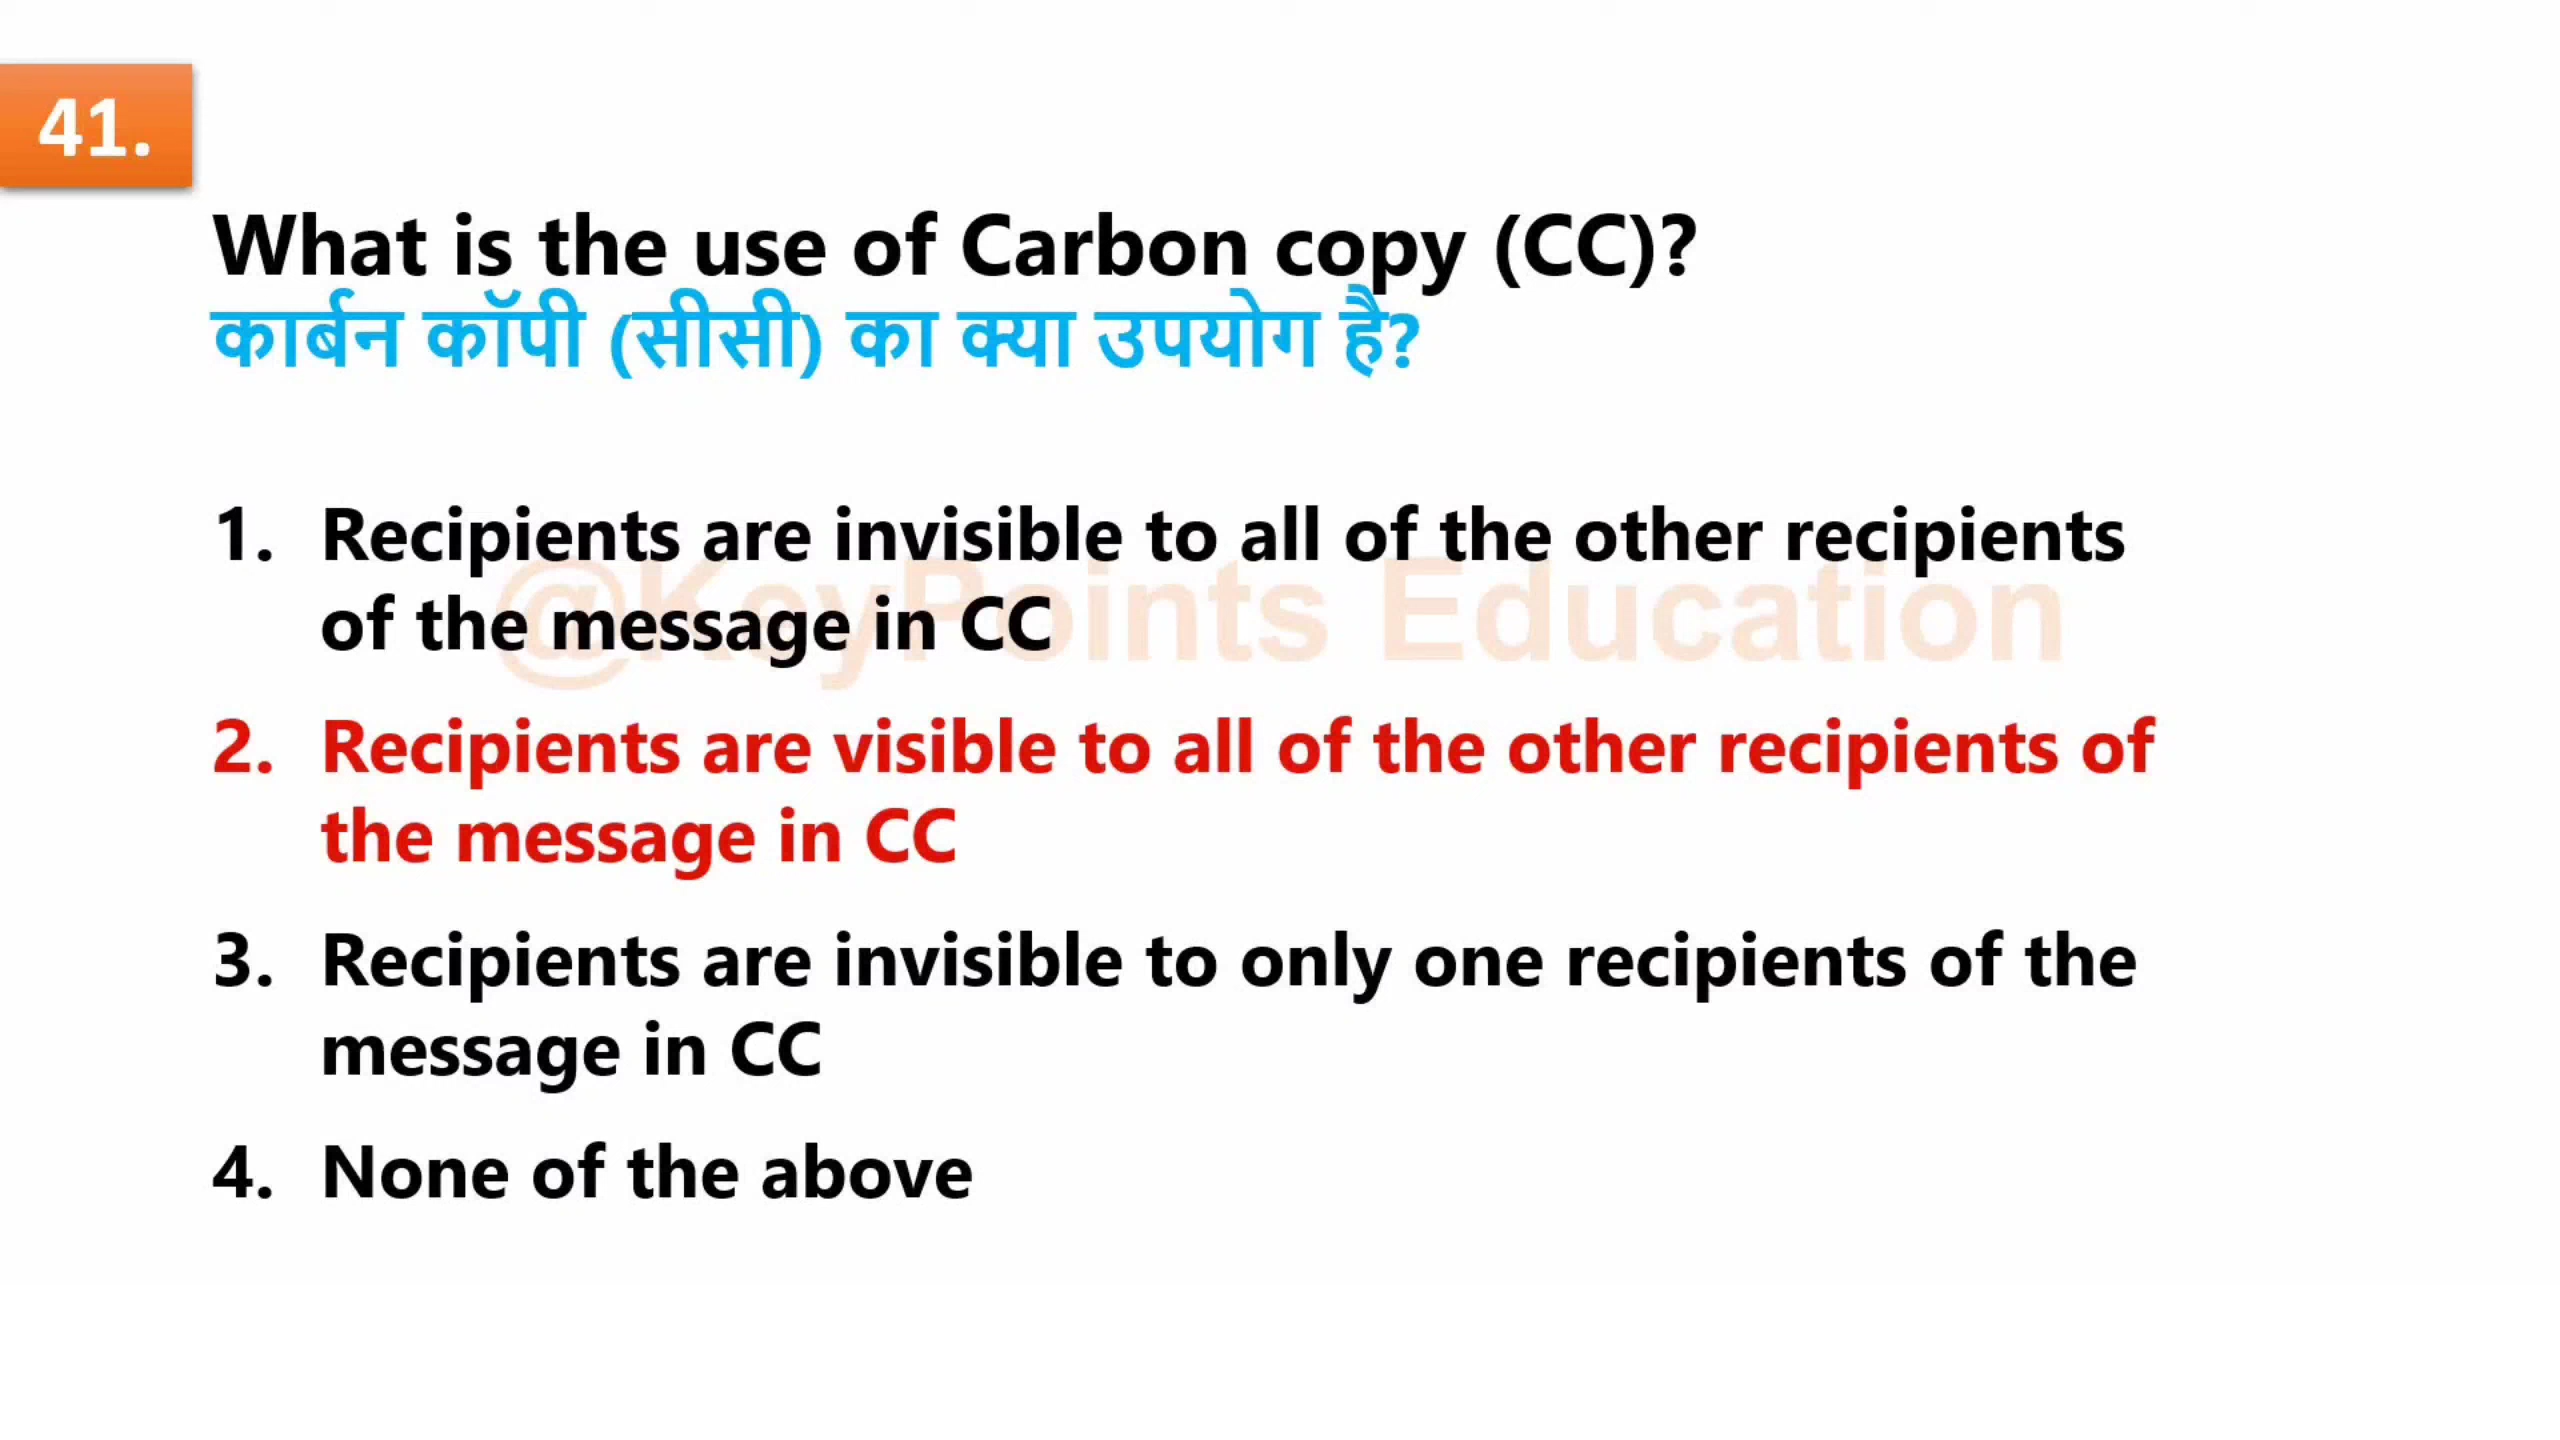 41.
What is the use of Carbon copy (CC)?
कार्बन कॉपी (सीसी) का क्या उपयोग है?
1. Recipients are invisible to all of the other recipients
of the message in CC
@KeyPoints Education
2. Recipients are visible to all of the other recipients of
the message in CC
3. Recipients are invisible to only one recipients of the
message in CC
4. None of the above